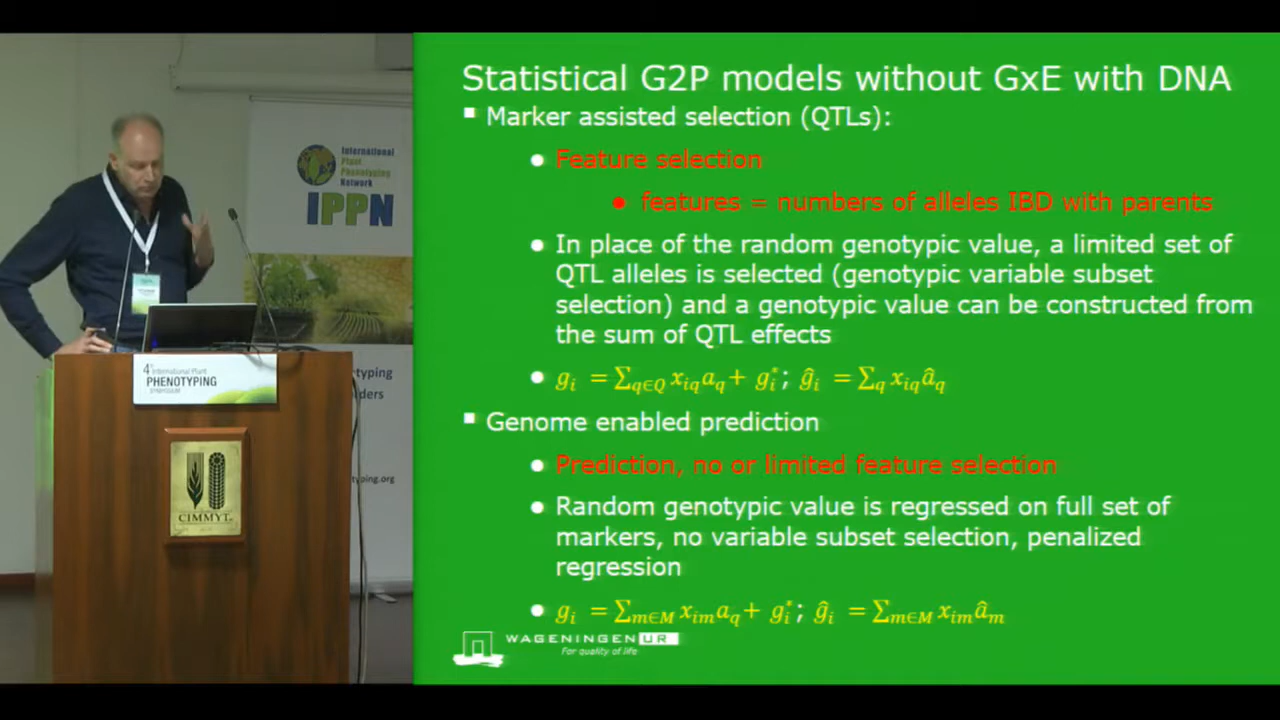 Statistical G2P models without GxE with DNA
Marker assisted selection (QTLs):
Feature selection
features = numbers of alleles IBD with parents
In place of the random genotypic value, a limited set of
QTL alleles is selected (genotypic variable subset
selection) and a genotypic value can be constructed from
the sum of QTL effects
g_i = ∑_{q∈Q} x_{iq}a_q + g_i^*; ĝ_i = ∑_q x_{iq}â_q
Genome enabled prediction
Prediction, no or limited feature selection
Random genotypic value is regressed on full set of
markers, no variable subset selection, penalized
regression
g_i = ∑_{m∈M} x_{im}a_q + g_i^*; ĝ_i = ∑_{m∈M} x_{im}â_m
WAGENINGEN UR
For quality of life
International
Plant
Phenotyping
Network
IPPN
4th International Plant
PHENOTYPING
SYMPOSIUM
CIMMYT
typing
ders
typing.org